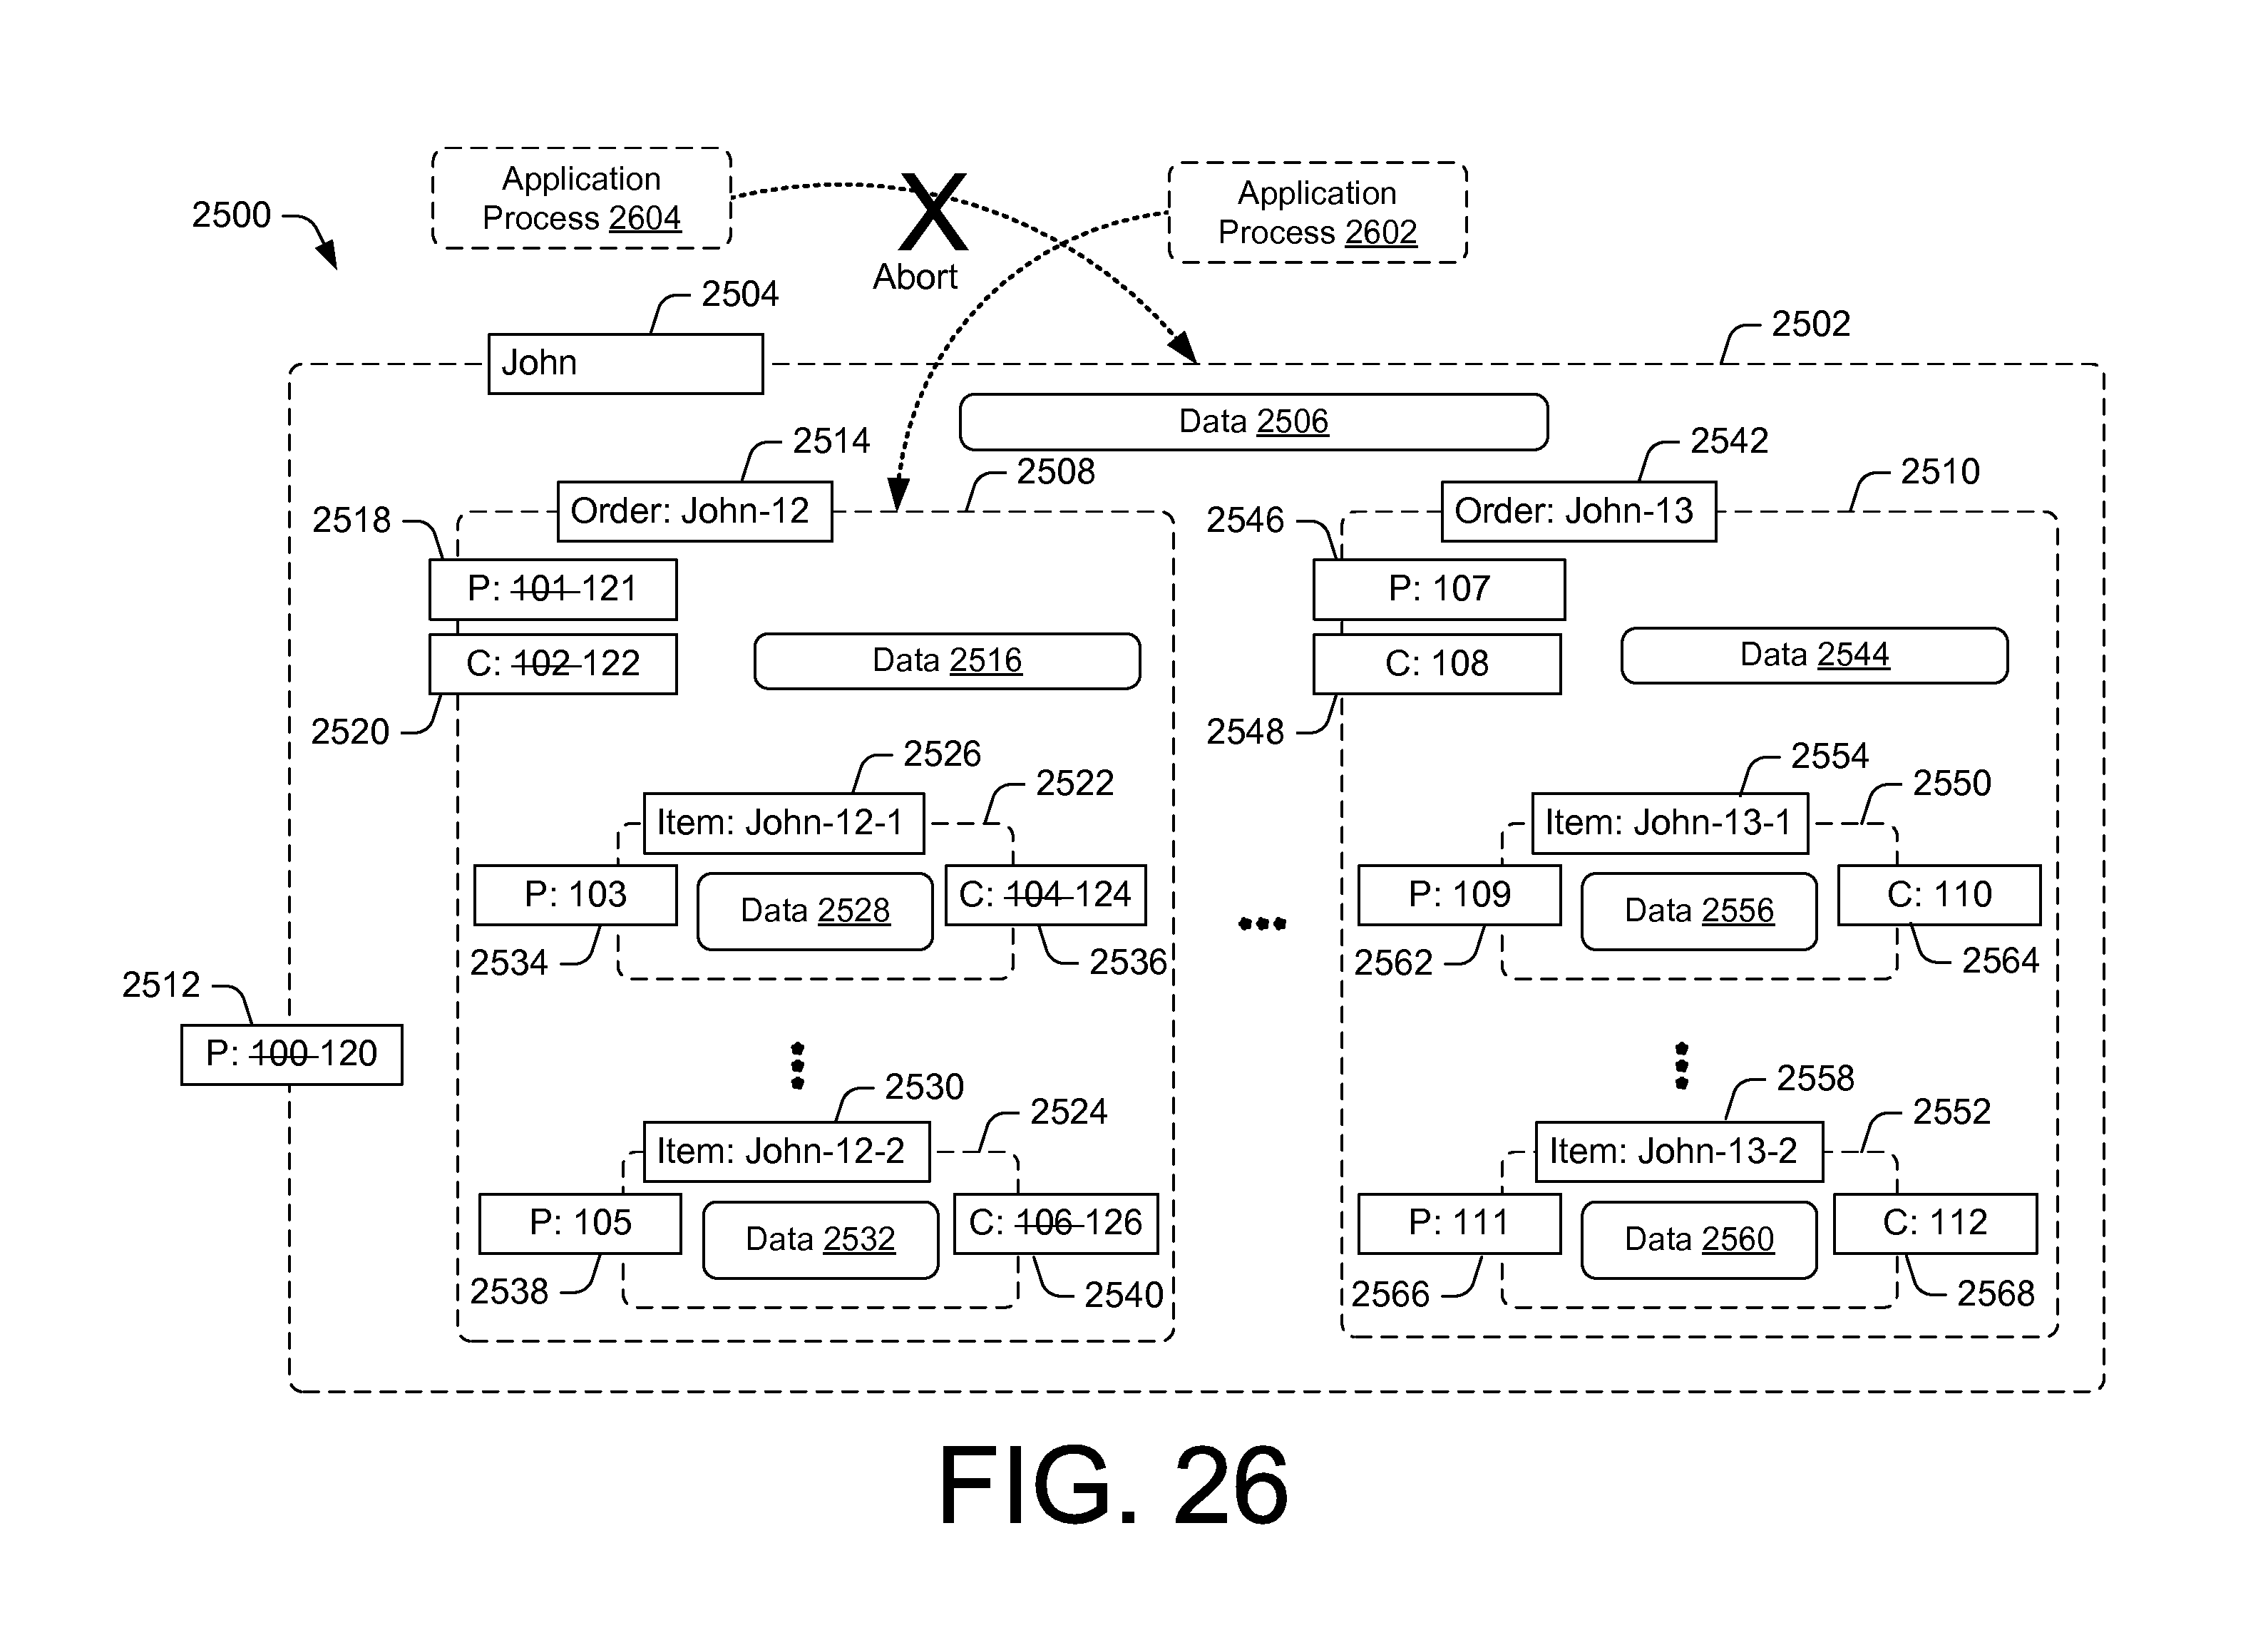 Application
Process 2604
Application
Process 2602
2500
Abort
2504
2502
John
Data 2506
2514
2542
2508
2510
Order: John-12
Order: John-13
2518
2546
P: 101 121
P: 107
C: 102 122
Data 2516
C: 108
Data 2544
2520
2548
2526
2554
2522
2550
Item: John-12-1
Item: John-13-1
P: 103
Data 2528
C: 104 124
P: 109
Data 2556
C: 110
2534
2536
2562
2564
2512
P: 100 120
2530
2558
2524
2552
Item: John-12-2
Item: John-13-2
P: 105
Data 2532
C: 106 126
P: 111
Data 2560
C: 112
2538
2540
2566
2568
FIG. 26